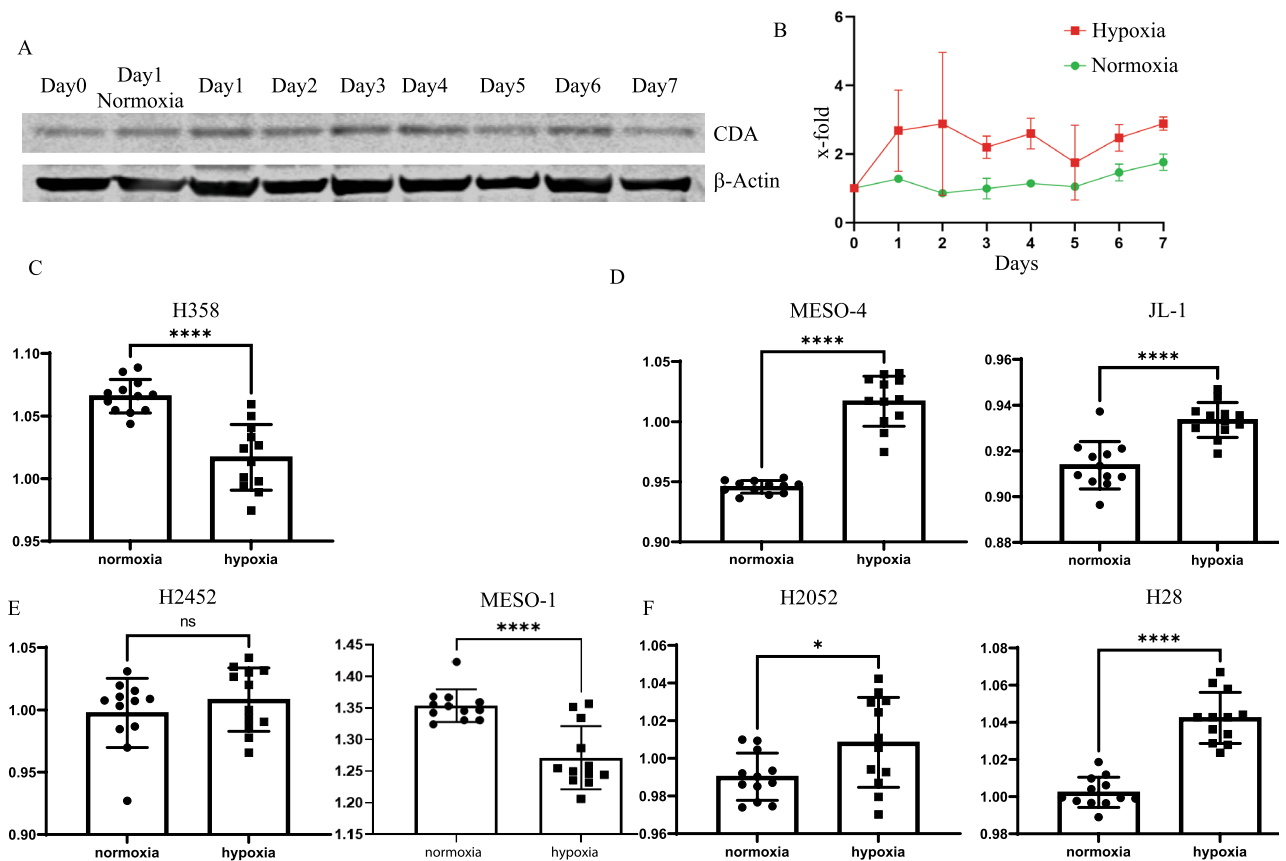 A
Day0 Day1 Normoxia Day1 Day2 Day3 Day4 Day5 Day6 Day7
CDA
β-Actin
B
Hypoxia
Normoxia
x-fold
6
4
2
0
0 1 2 3 4 5 6 7
Days
C
H358
****
1.10
1.05
1.00
0.95
normoxia hypoxia
D
MESO-4
****
1.05
1.00
0.95
0.90
normoxia hypoxia
JL-1
****
0.96
0.94
0.92
0.90
0.88
normoxia hypoxia
E
H2452
ns
1.05
1.00
0.95
0.90
normoxia hypoxia
MESO-1
****
1.45
1.40
1.35
1.30
1.25
1.20
1.15
normoxia hypoxia
F
H2052
*
1.06
1.04
1.02
1.00
0.98
0.96
normoxia hypoxia
H28
****
1.08
1.06
1.04
1.02
1.00
0.98
normoxia hypoxia